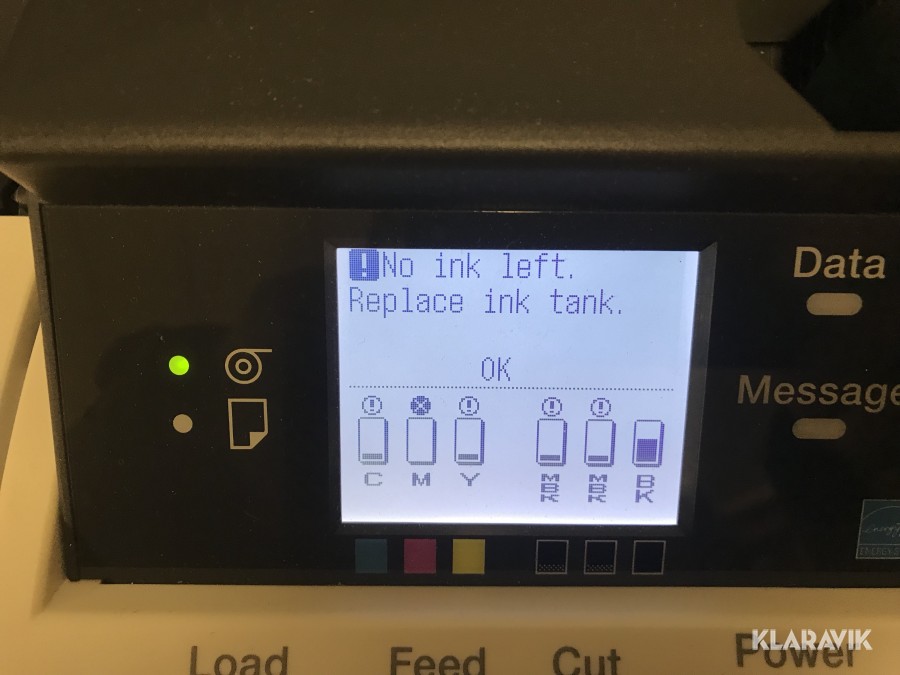 !No ink left.
Replace ink tank.
OK
C M Y MBK MBK BK
Data
Message
Load Feed Cut Power
KLARAVIK